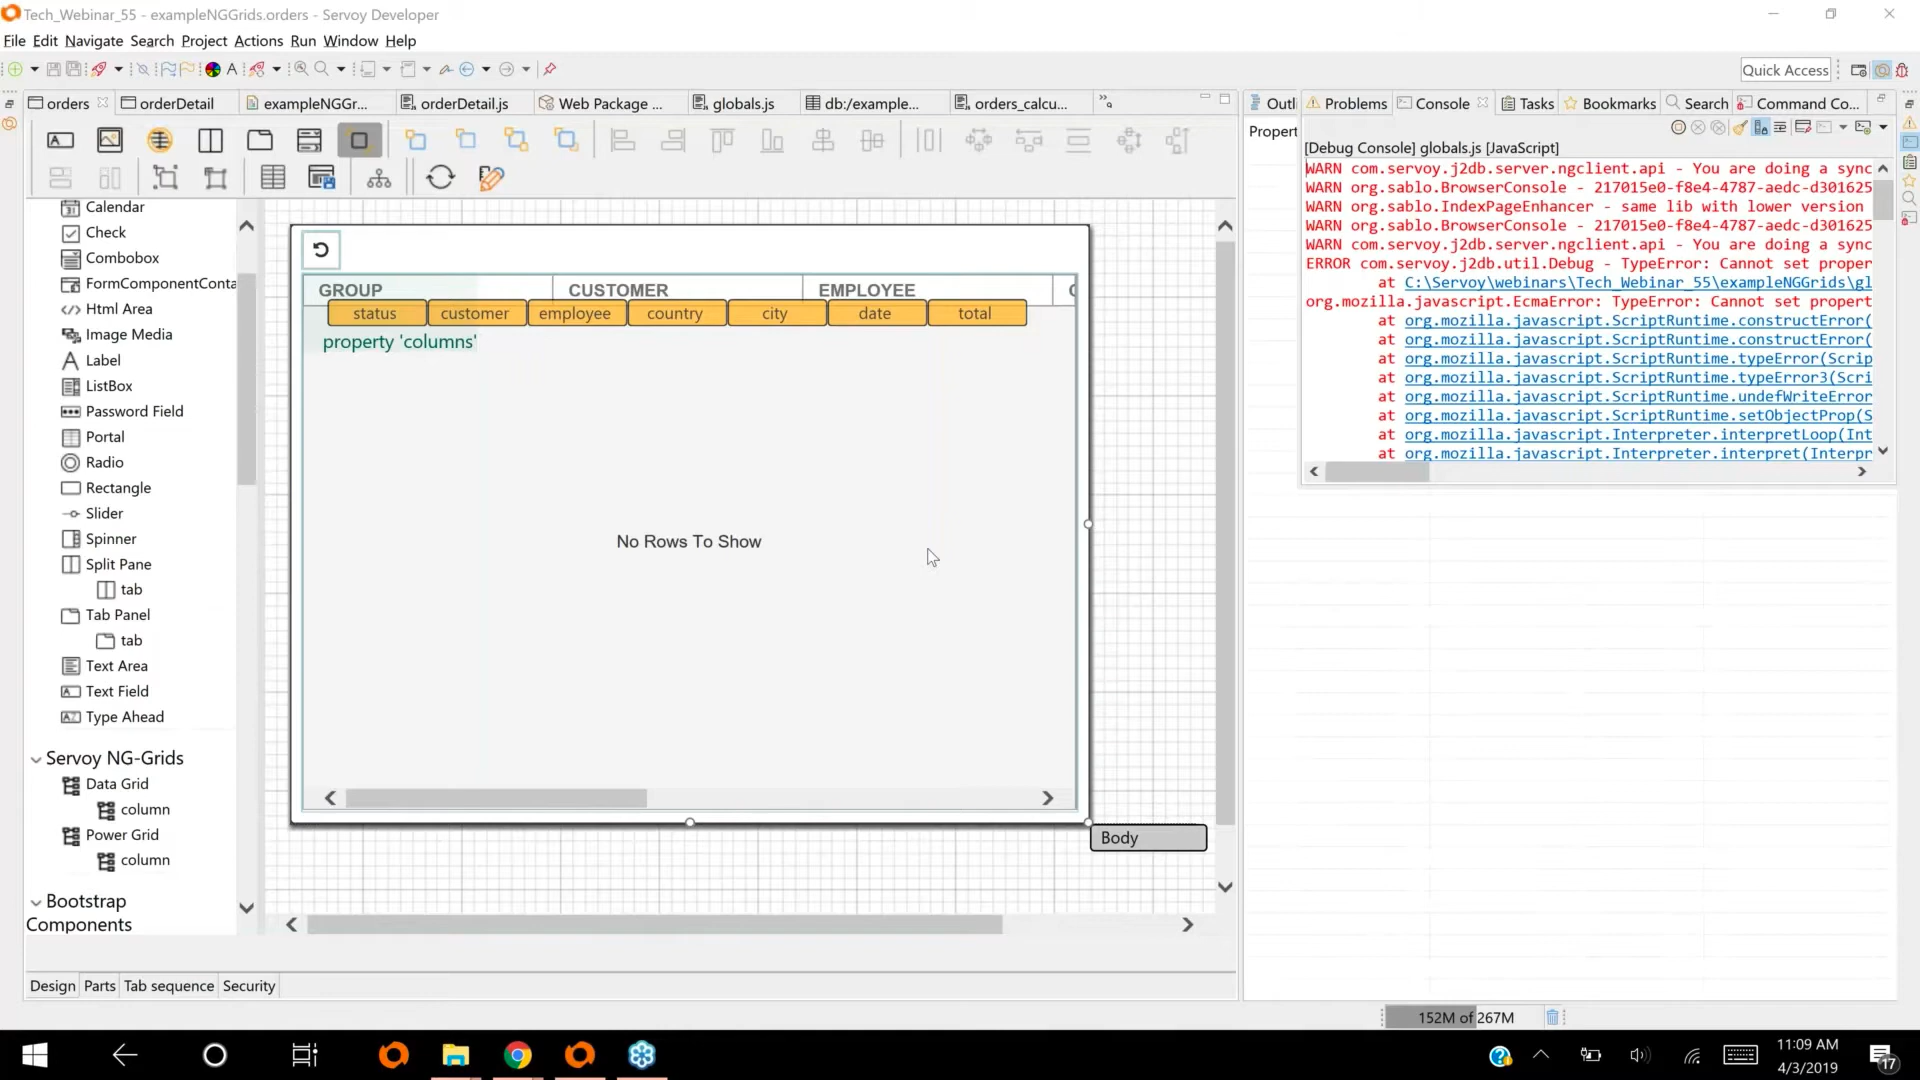 Tech_Webinar_55 - exampleNGGrids.orders - Servoy Developer
File Edit Navigate Search Project Actions Run Window Help
Quick Access
orders
orderDetail
exampleNGGr...
orderDetail.js
Web Package ...
globals.js
db:/example...
orders_calcu...
Outli
Problems
Console
Tasks
Bookmarks
Search
Command Co...
Propert
[Debug Console] globals.js [JavaScript]
WARN com.servoy.j2db.server.ngclient.api - You are doing a sync
WARN org.sablo.BrowserConsole - 217015e0-f8e4-4787-aedc-d301625
WARN org.sablo.IndexPageEnhancer - same lib with lower version
WARN org.sablo.BrowserConsole - 217015e0-f8e4-4787-aedc-d301625
WARN com.servoy.j2db.server.ngclient.api - You are doing a sync
ERROR com.servoy.j2db.util.Debug - TypeError: Cannot set proper
at C:\Servoy\webinars\Tech_Webinar_55\exampleNGGrids\gl
org.mozilla.javascript.EcmaError: TypeError: Cannot set propert
at org.mozilla.javascript.ScriptRuntime.constructError(
at org.mozilla.javascript.ScriptRuntime.constructError(
at org.mozilla.javascript.ScriptRuntime.typeError(Scrip
at org.mozilla.javascript.ScriptRuntime.typeError3(Scri
at org.mozilla.javascript.ScriptRuntime.undefWriteError
at org.mozilla.javascript.ScriptRuntime.setObjectProp(S
at org.mozilla.javascript.Interpreter.interpretLoop(Int
at org.mozilla.javascript.Interpreter.interpret(Interpr
Calendar
Check
Combobox
FormComponentConta
Html Area
Image Media
Label
ListBox
Password Field
Portal
Radio
Rectangle
Slider
Spinner
Split Pane
tab
Tab Panel
tab
Text Area
Text Field
Type Ahead
Servoy NG-Grids
Data Grid
column
Power Grid
column
Bootstrap
Components
GROUP CUSTOMER EMPLOYEE
status customer employee country city date total
property 'columns'
No Rows To Show
Body
Design Parts Tab sequence Security
152M of 267M
11:09 AM
4/3/2019
17